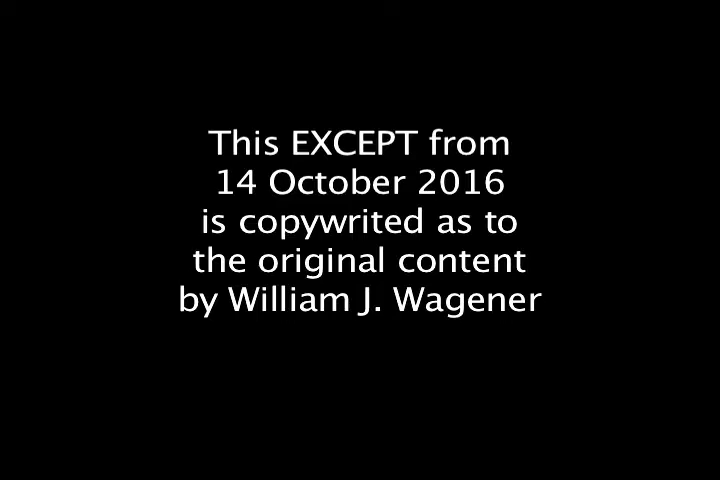 This EXCEPT from
14 October 2016
is copywrited as to
the original content
by William J. Wagener